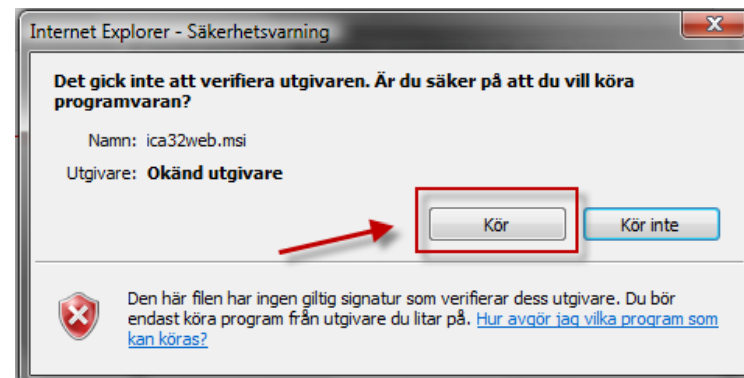 Internet Explorer - Säkerhetsvarning
Det gick inte att verifiera utgivaren. Är du säker på att du vill köra
programvaran?
Namn: ica32web.msi
Utgivare: Okänd utgivare
Kör
Kör inte
Den här filen har ingen giltig signatur som verifierar dess utgivare. Du bör
endast köra program från utgivare du litar på. Hur avgör jag vilka program som
kan köras?